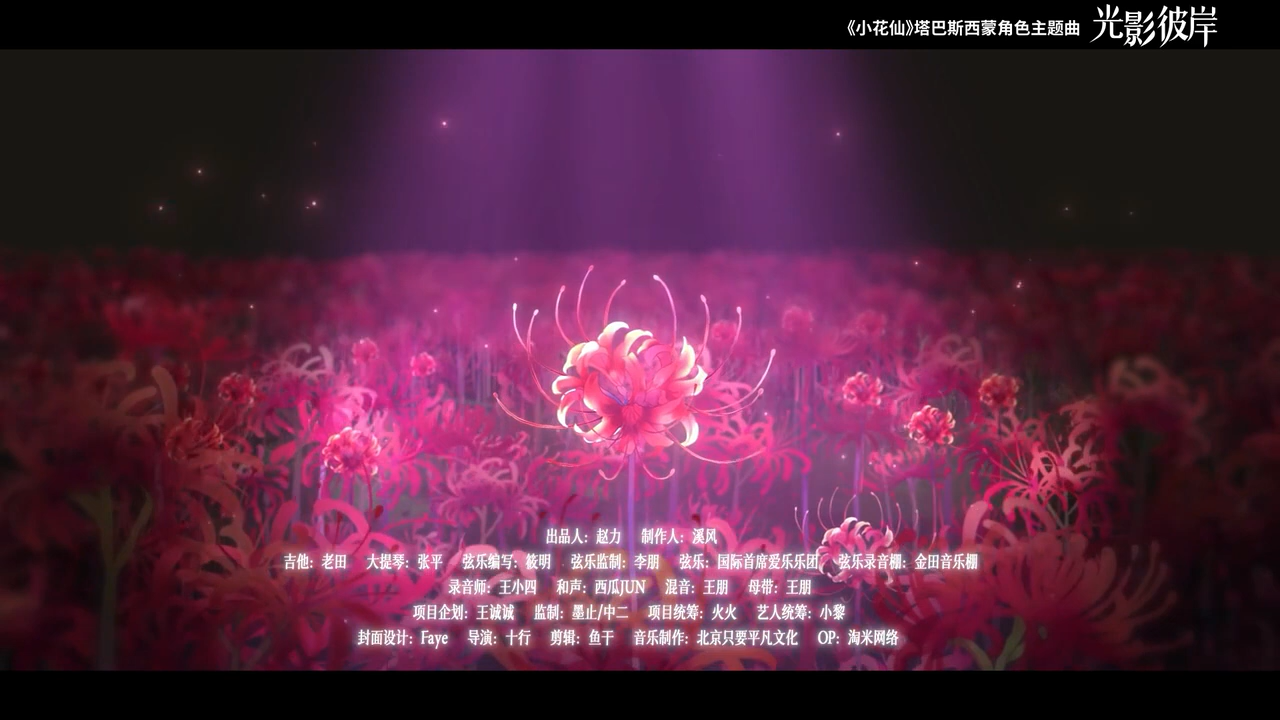 《小花仙》塔巴斯西蒙角色主题曲 光影彼岸
出品人：赵力 制作人：溪风
吉他：老田 大提琴：张平 弦乐编写：筱明 弦乐监制：李朋 弦乐：国际首席爱乐乐团 弦乐录音棚：金田音乐棚
录音师：王小四 和声：西瓜JUN 混音：王朋 母带：王朋
项目企划：王诚诚 监制：墨止/中二 项目统筹：火火 艺人统筹：小黎
封面设计：Faye 导演：十行 剪辑：鱼干 音乐制作：北京只要平凡文化 OP：淘米网络